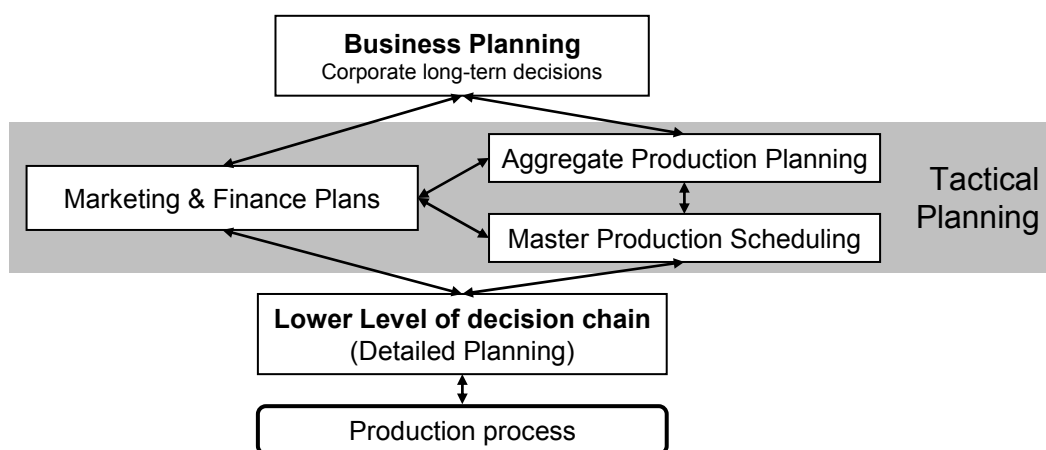 Business Planning
Corporate long-tern decisions
Aggregate Production Planning
Marketing & Finance Plans
Tactical
Planning
Master Production Scheduling
Lower Level of decision chain
(Detailed Planning)
Production process